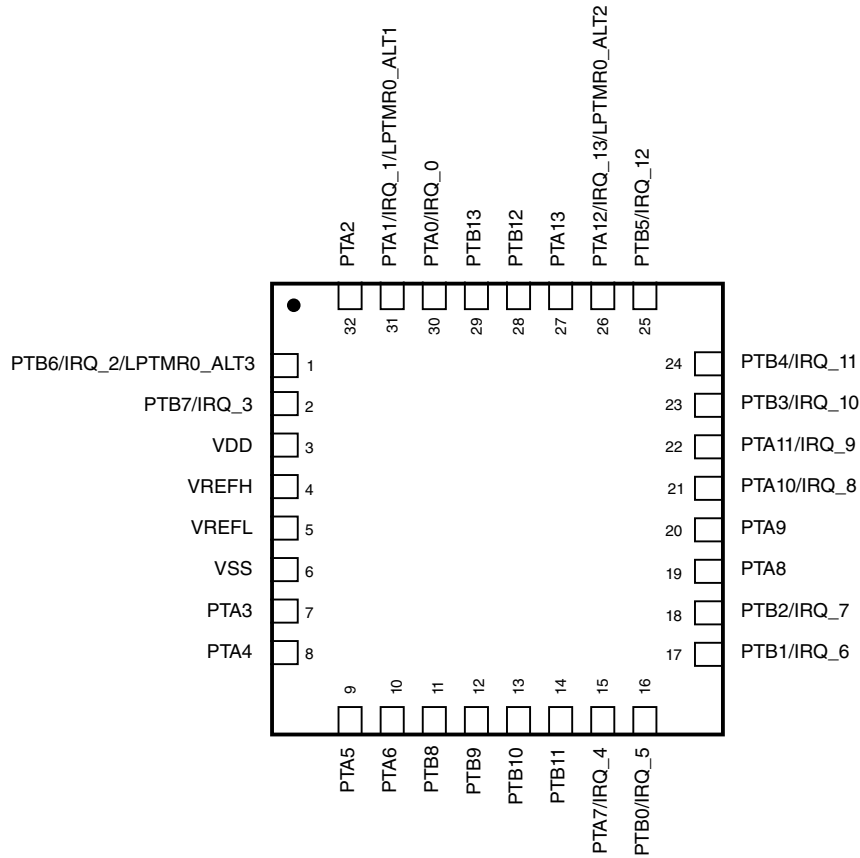 PTA2
PTA1/IRQ_1/LPTMR0_ALT1
PTA0/IRQ_0
PTB13
PTB12
PTA13
PTA12/IRQ_13/LPTMR0_ALT2
PTB5/IRQ_12
32
31
30
29
28
27
26
25
PTB6/IRQ_2/LPTMR0_ALT3 1
PTB7/IRQ_3 2
VDD 3
VREFH 4
VREFL 5
VSS 6
PTA3 7
PTA4 8
24 PTB4/IRQ_11
23 PTB3/IRQ_10
22 PTA11/IRQ_9
21 PTA10/IRQ_8
20 PTA9
19 PTA8
18 PTB2/IRQ_7
17 PTB1/IRQ_6
9
10
11
12
13
14
15
16
PTA5
PTA6
PTB8
PTB9
PTB10
PTB11
PTA7/IRQ_4
PTB0/IRQ_5